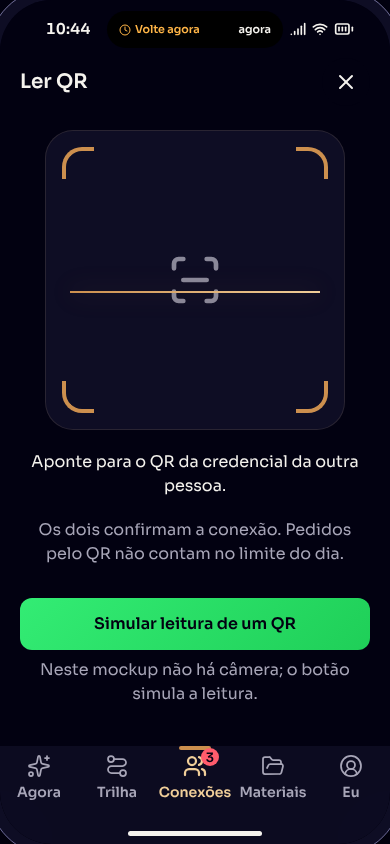 10:44
Volte agora
agora
Ler QR
Aponte para o QR da credencial da outra
pessoa.
Os dois confirmam a conexão. Pedidos
pelo QR não contam no limite do dia.
Simular leitura de um QR
Neste mockup não há câmera; o botão
simula a leitura.
3
Agora
Trilha
Conexões
Materiais
Eu